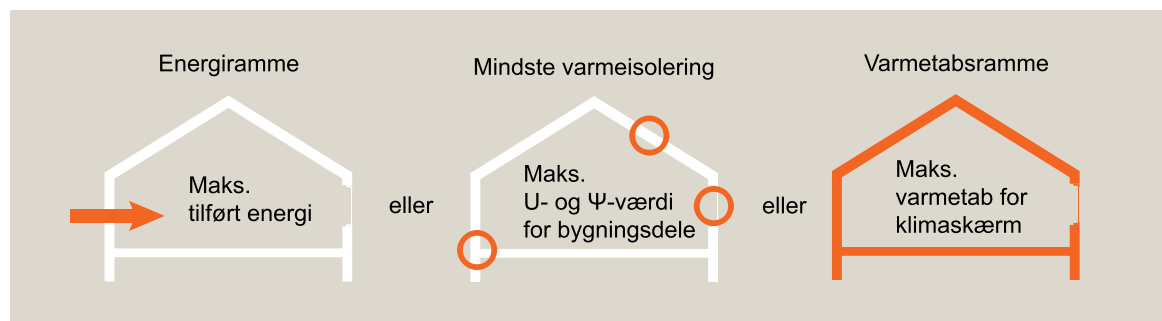 Energiramme
Maks.
tilført energi
eller
Mindste varmeisolering
Maks.
U- og Ψ-værdi
for bygningsdele
eller
Varmetabsramme
Maks.
varmetab for
klimaskærm